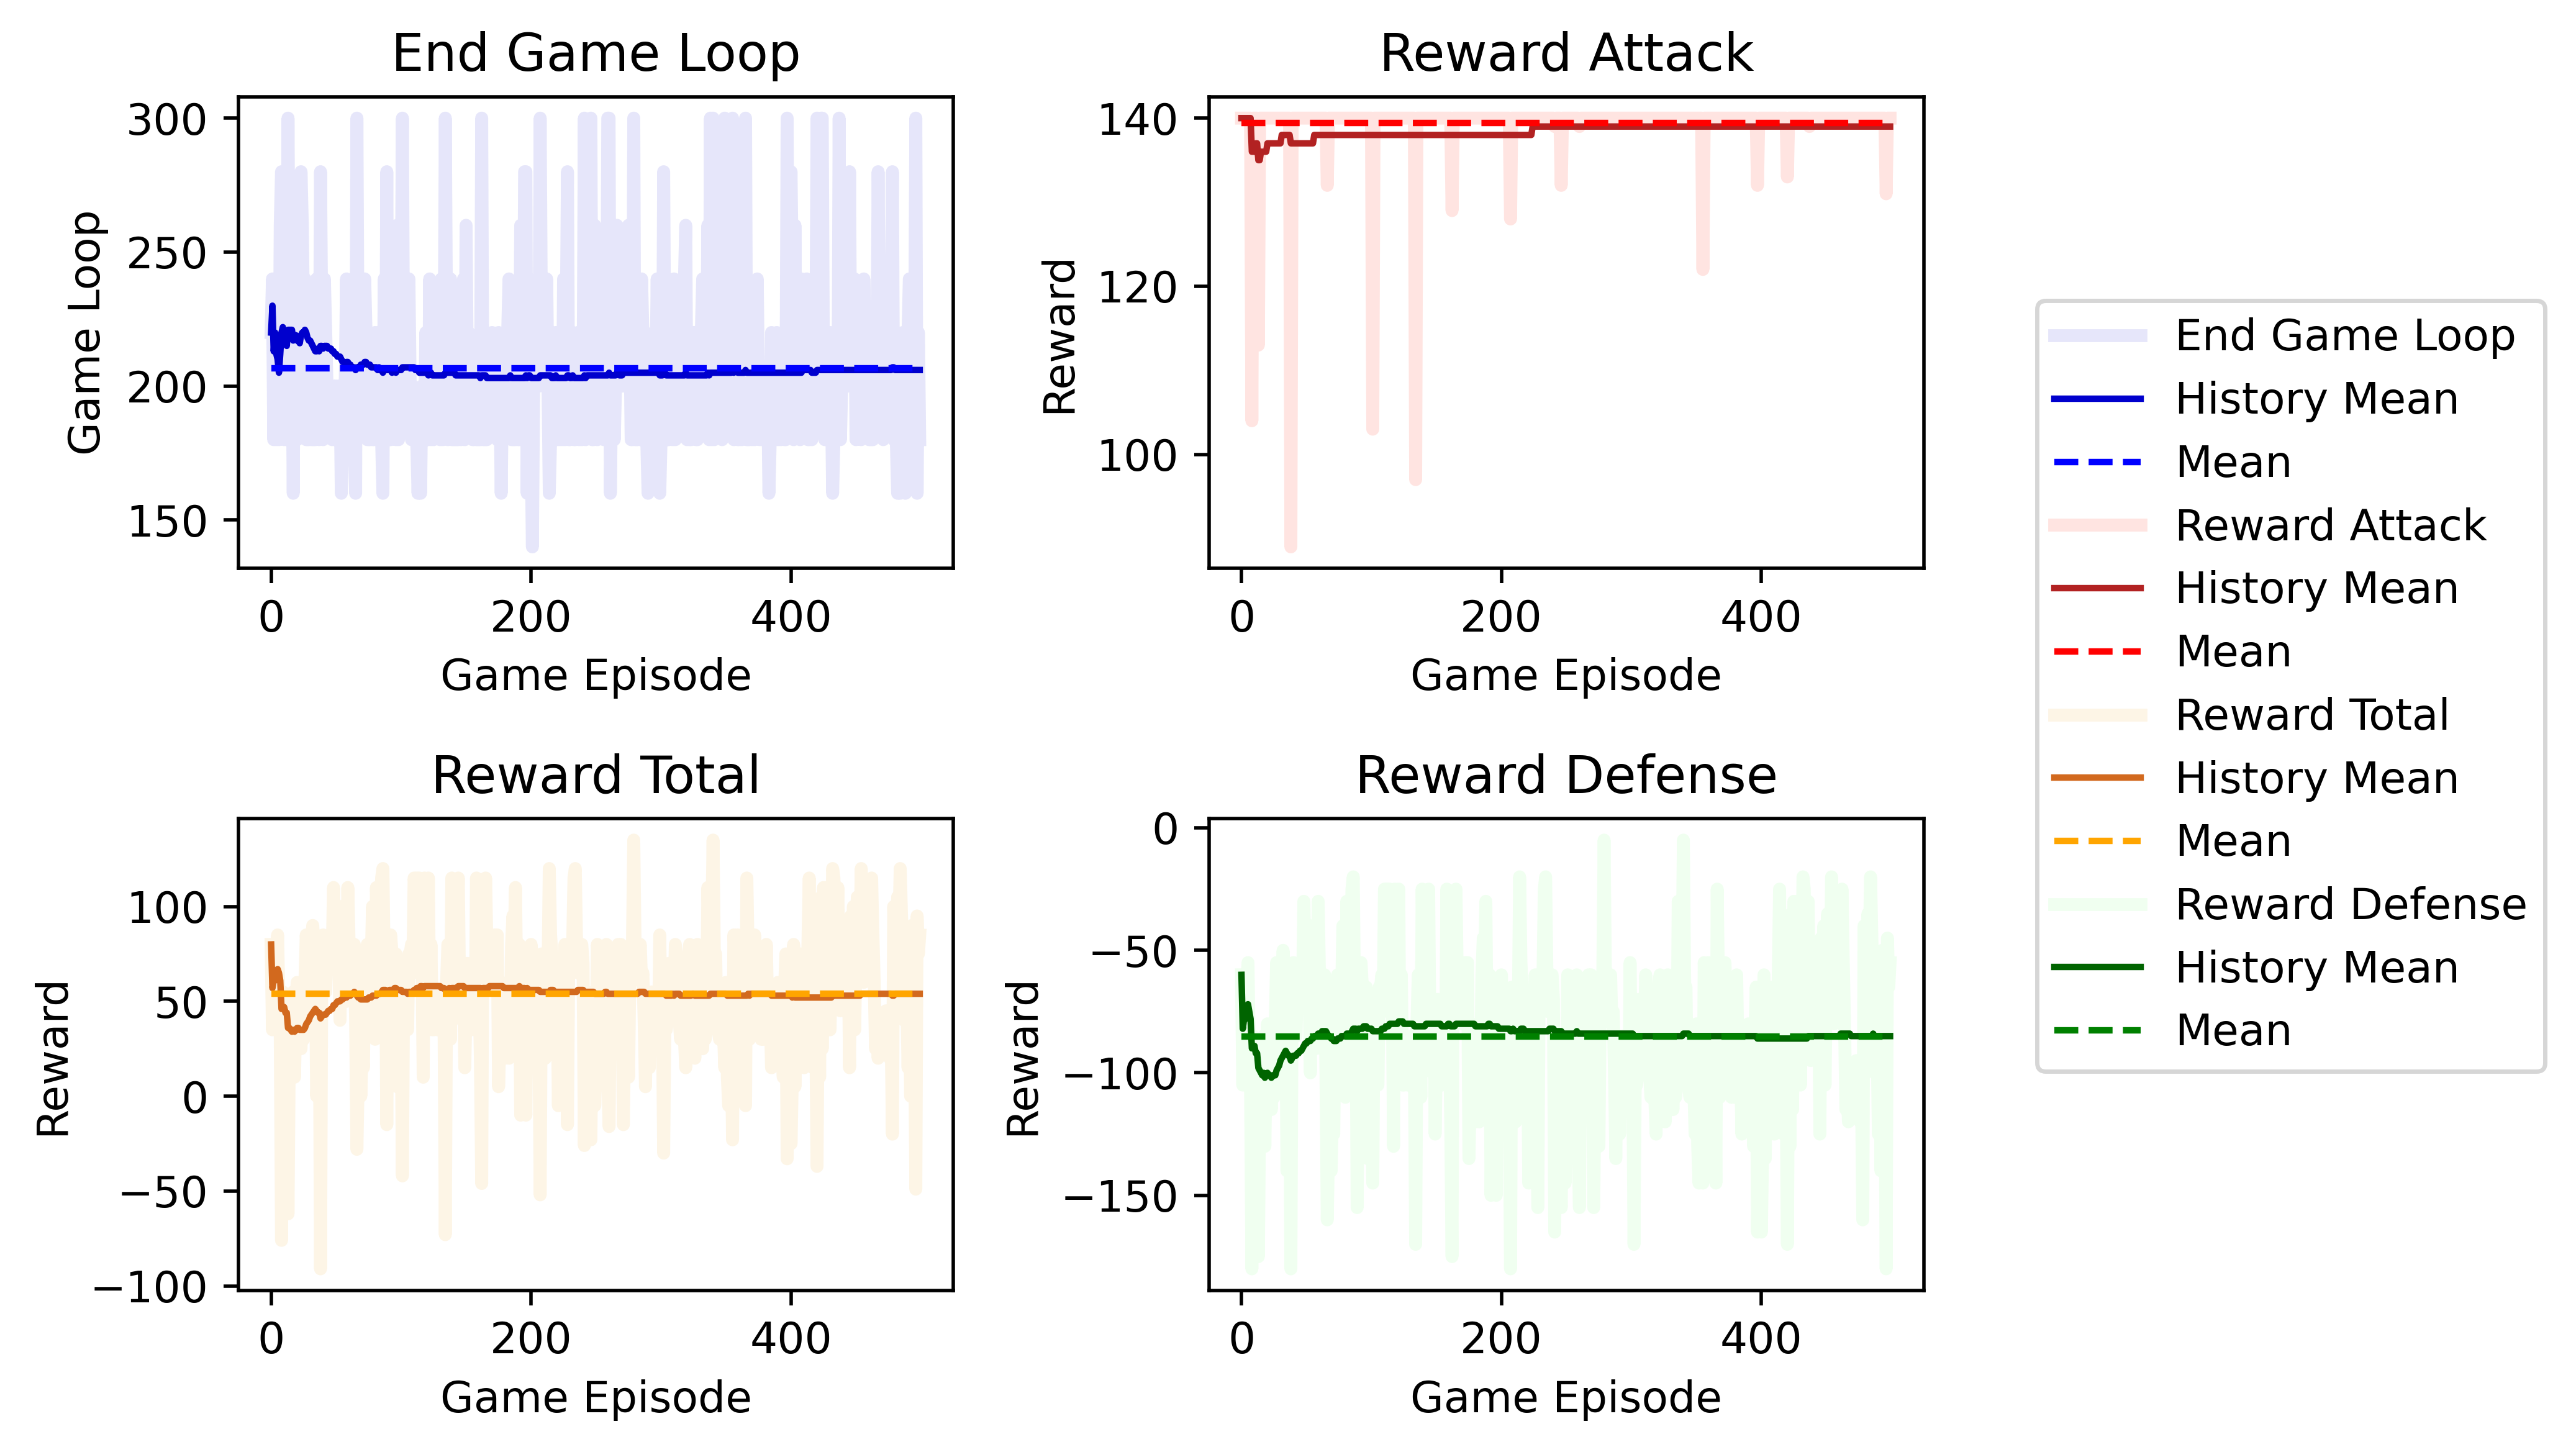 End Game Loop
300
250
200
150
Game Loop
0 200 400
Game Episode
Reward Attack
140
120
100
Reward
0 200 400
Game Episode
Reward Total
100
50
0
−50
−100
Reward
0 200 400
Game Episode
Reward Defense
0
−50
−100
−150
Reward
0 200 400
Game Episode
End Game Loop
History Mean
Mean
Reward Attack
History Mean
Mean
Reward Total
History Mean
Mean
Reward Defense
History Mean
Mean